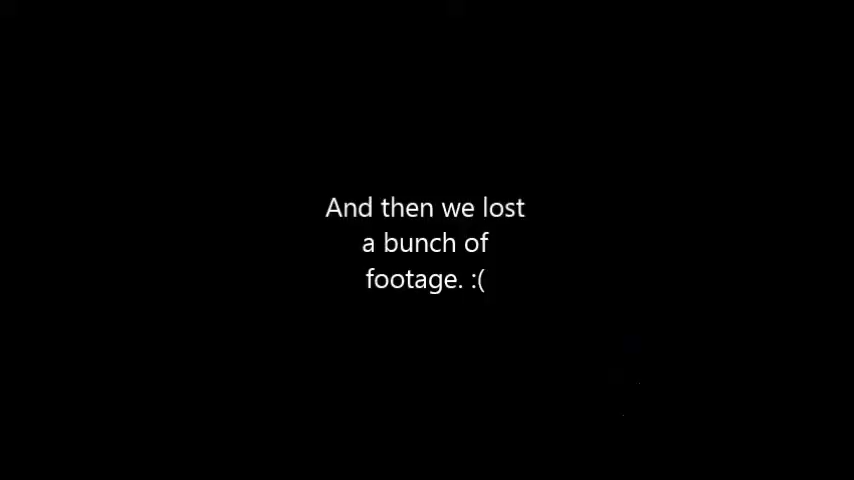 And then we lost
a bunch of
footage. :(